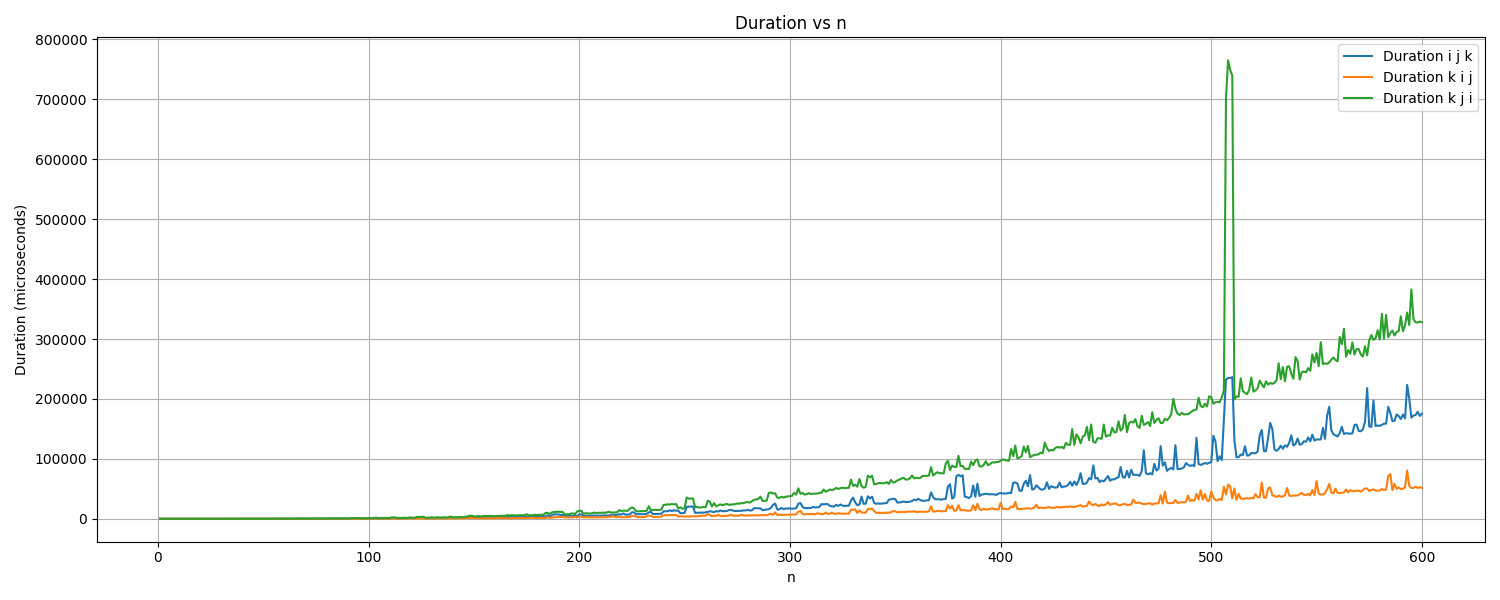 Duration vs n
800000
700000
600000
500000
400000
300000
200000
100000
0
Duration (microseconds)
Duration i j k
Duration k i j
Duration k j i
0 100 200 300 400 500 600
n